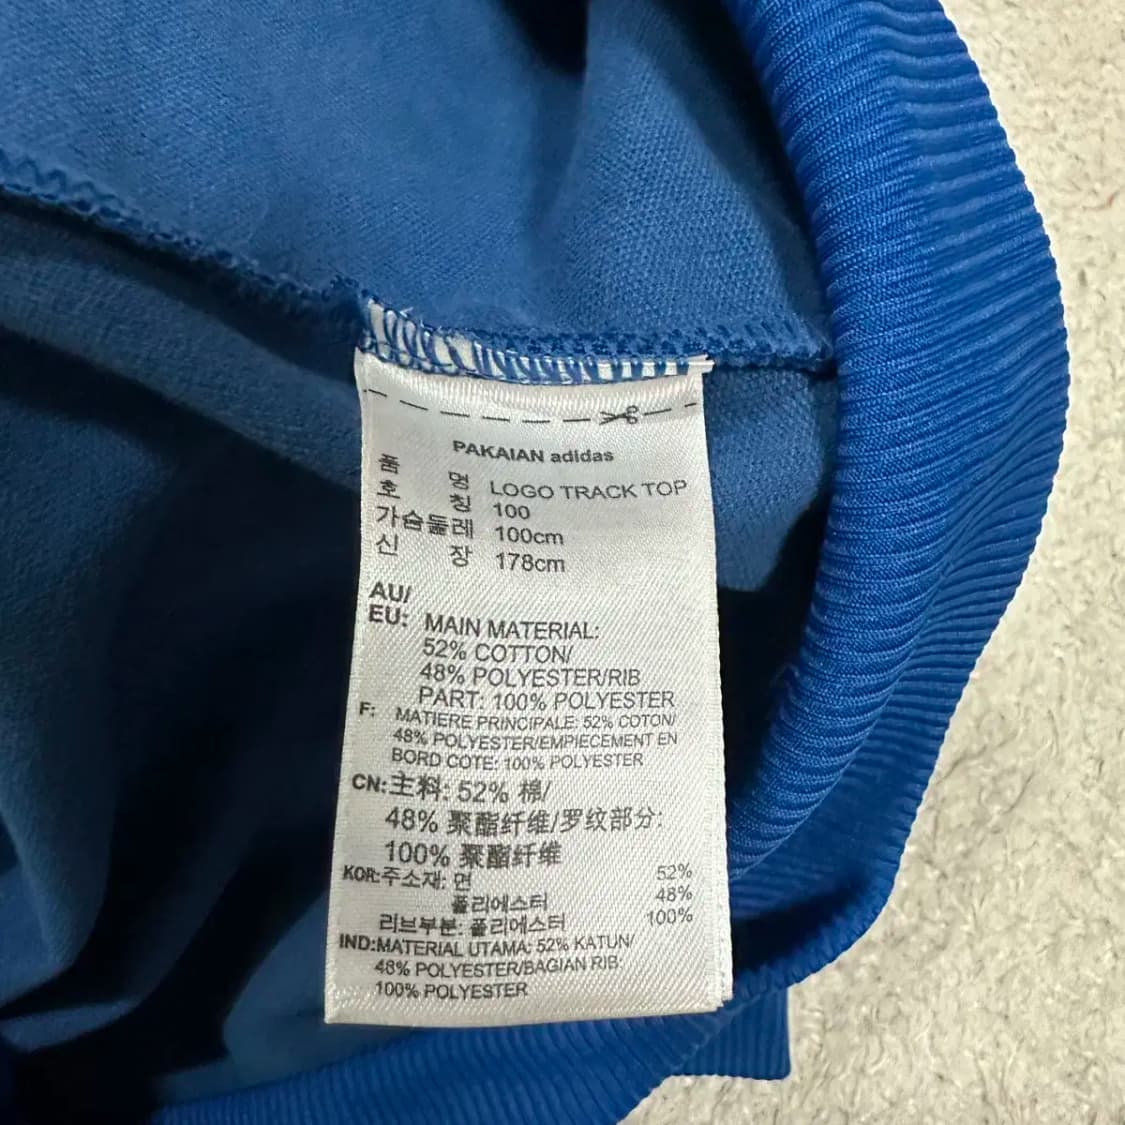 PAKAIAN adidas
품 명 LOGO TRACK TOP
호 칭 100
가슴둘레 100cm
신 장 178cm
AU/
EU: MAIN MATERIAL:
52% COTTON/
48% POLYESTER/RIB
PART: 100% POLYESTER
F: MATIERE PRINCIPALE: 52% COTON/
48% POLYESTER/EMPIECEMENT EN
BORD COTE: 100% POLYESTER
CN:主料: 52% 棉/
48% 聚酯纤维/罗纹部分:
100% 聚酯纤维
KOR:주소재: 면 52%
폴리에스터 48%
리브부분: 폴리에스터 100%
IND:MATERIAL UTAMA: 52% KATUN/
48% POLYESTER/BAGIAN RIB:
100% POLYESTER